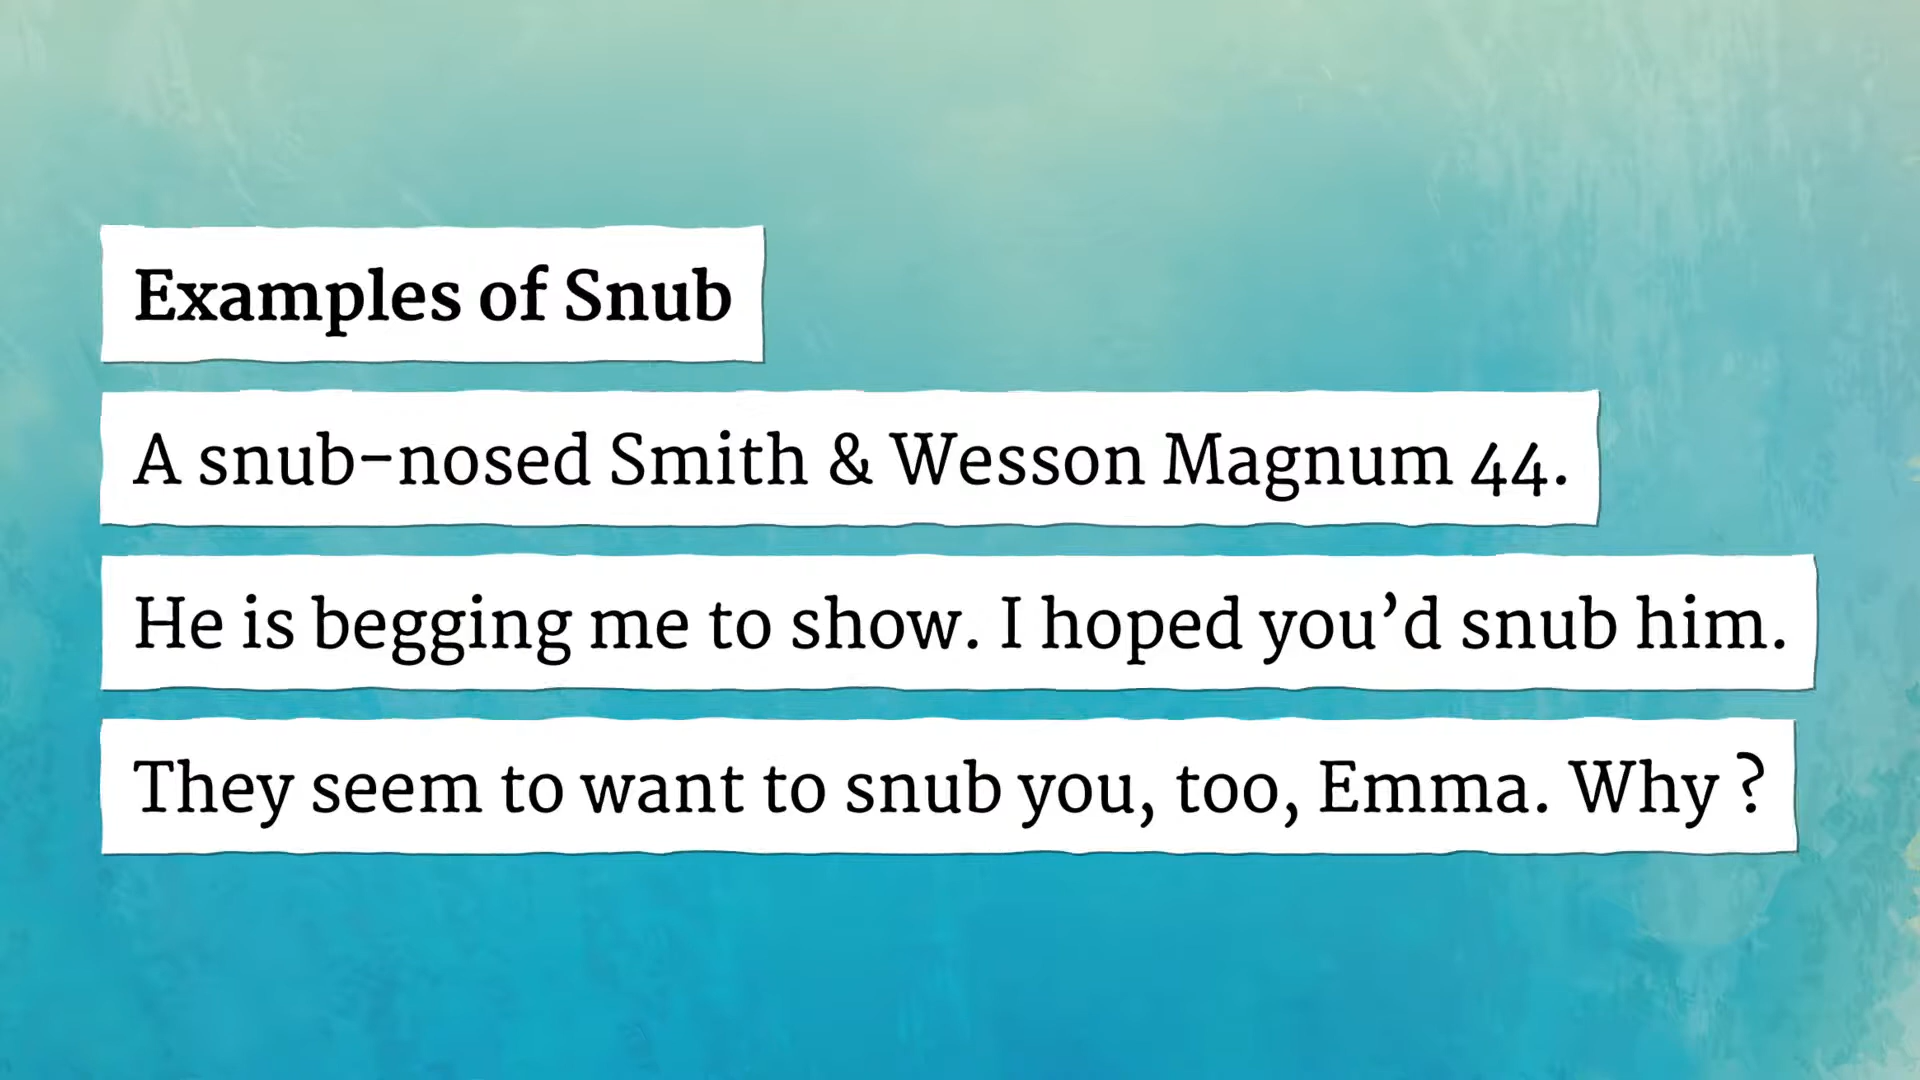 Examples of Snub
A snub-nosed Smith & Wesson Magnum 44.
He is begging me to show. I hoped you’d snub him.
They seem to want to snub you, too, Emma. Why ?